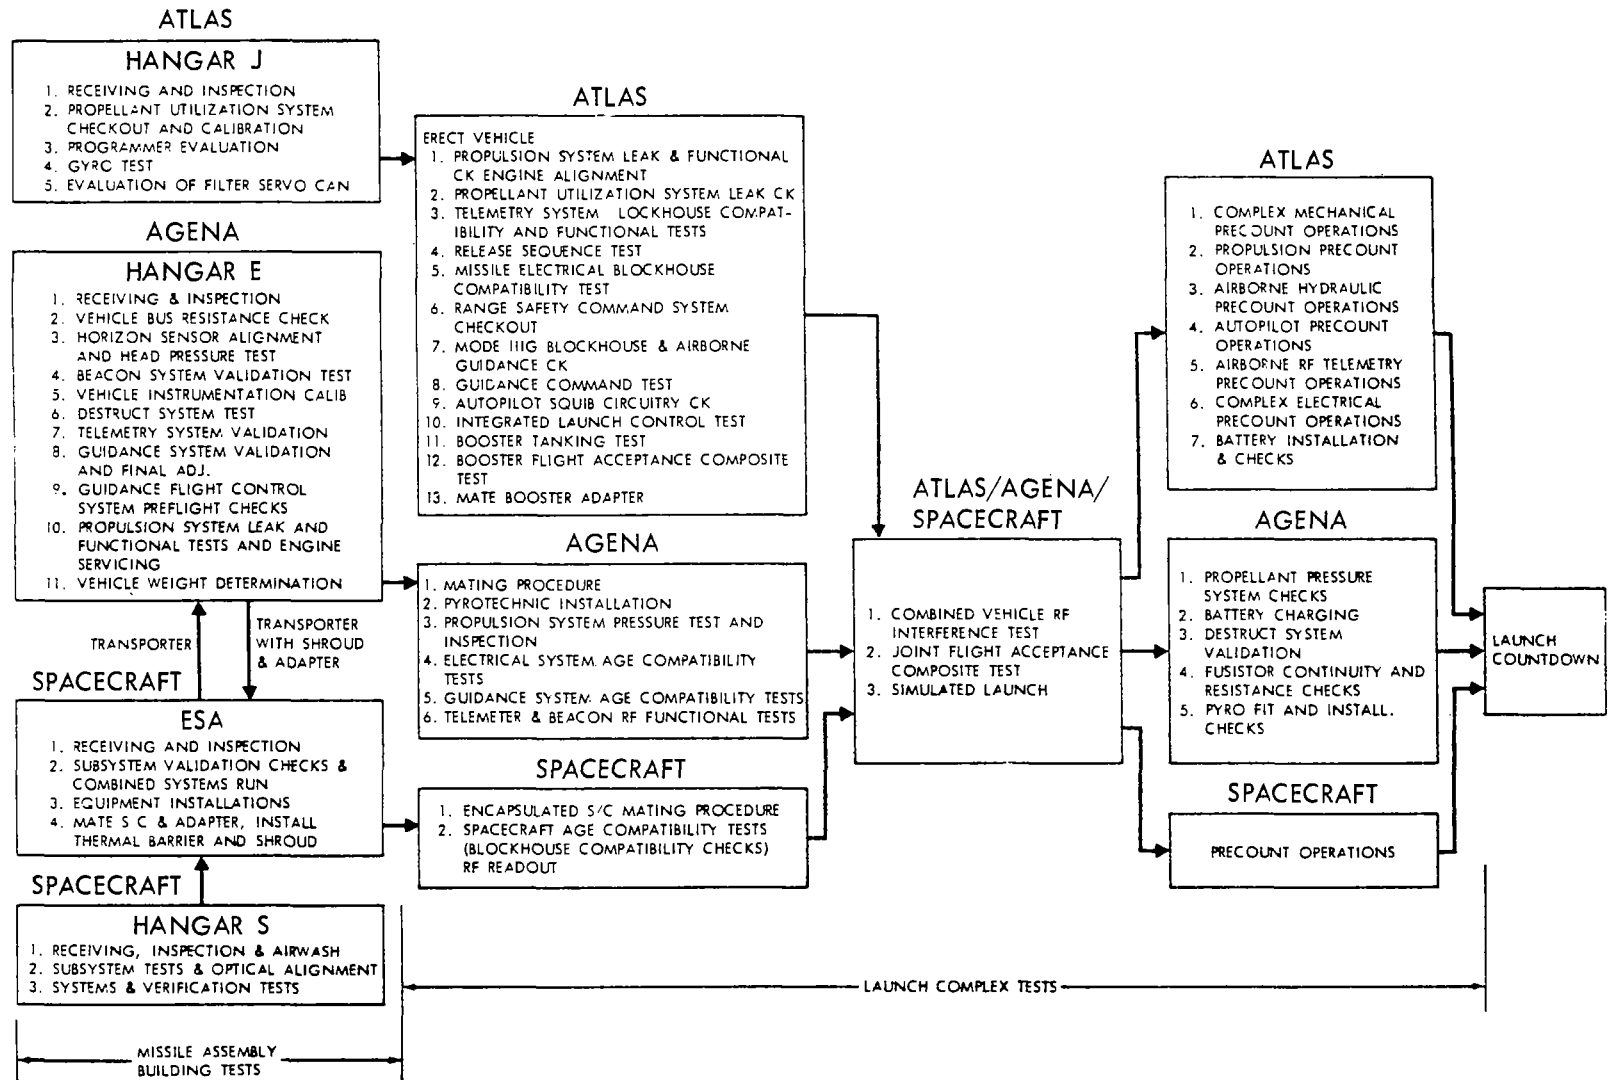 ATLAS
HANGAR J
1. RECEIVING AND INSPECTION
2. PROPELLANT UTILIZATION SYSTEM
CHECKOUT AND CALIBRATION
3. PROGRAMMER EVALUATION
4. GYRO TEST
5. EVALUATION OF FILTER SERVO CAN
AGENA
HANGAR E
1. RECEIVING & INSPECTION
2. VEHICLE BUS RESISTANCE CHECK
3. HORIZON SENSOR ALIGNMENT
AND HEAD PRESSURE TEST
4. BEACON SYSTEM VALIDATION TEST
5. VEHICLE INSTRUMENTATION CALIB
6. DESTRUCT SYSTEM TEST
7. TELEMETRY SYSTEM VALIDATION
8. GUIDANCE SYSTEM VALIDATION
AND FINAL ADJ.
9. GUIDANCE FLIGHT CONTROL
SYSTEM PREFLIGHT CHECKS
10. PROPULSION SYSTEM LEAK AND
FUNCTIONAL TESTS AND ENGINE
SERVICING
11. VEHICLE WEIGHT DETERMINATION
TRANSPORTER
TRANSPORTER
WITH SHROUD
& ADAPTER
SPACECRAFT
ESA
1. RECEIVING AND INSPECTION
2. SUBSYSTEM VALIDATION CHECKS &
COMBINED SYSTEMS RUN
3. EQUIPMENT INSTALLATIONS
4. MATE S C & ADAPTER, INSTALL
THERMAL BARRIER AND SHROUD
SPACECRAFT
HANGAR S
1. RECEIVING, INSPECTION & AIRWASH
2. SUBSYSTEM TESTS & OPTICAL ALIGNMENT
3. SYSTEMS & VERIFICATION TESTS
MISSILE ASSEMBLY
BUILDING TESTS
ATLAS
ERECT VEHICLE
1. PROPULSION SYSTEM LEAK & FUNCTIONAL
CK ENGINE ALIGNMENT
2. PROPELLANT UTILIZATION SYSTEM LEAK CK
3. TELEMETRY SYSTEM LOCKHOUSE COMPAT-
IBILITY AND FUNCTIONAL TESTS
4. RELEASE SEQUENCE TEST
5. MISSILE ELECTRICAL BLOCKHOUSE
COMPATIBILITY TEST
6. RANGE SAFETY COMMAND SYSTEM
CHECKOUT
7. MODE IIIG BLOCKHOUSE & AIRBORNE
GUIDANCE CK
8. GUIDANCE COMMAND TEST
9. AUTOPILOT SQUIB CIRCUITRY CK
10. INTEGRATED LAUNCH CONTROL TEST
11. BOOSTER TANKING TEST
12. BOOSTER FLIGHT ACCEPTANCE COMPOSITE
TEST
13. MATE BOOSTER ADAPTER
AGENA
1. MATING PROCEDURE
2. PYROTECHNIC INSTALLATION
3. PROPULSION SYSTEM PRESSURE TEST AND
INSPECTION
4. ELECTRICAL SYSTEM AGE COMPATIBILITY
TESTS
5. GUIDANCE SYSTEM AGE COMPATIBILITY TESTS
6. TELEMETER & BEACON RF FUNCTIONAL TESTS
SPACECRAFT
1. ENCAPSULATED S/C MATING PROCEDURE
2. SPACECRAFT AGE COMPATIBILITY TESTS
(BLOCKHOUSE COMPATIBILITY CHECKS)
RF READOUT
ATLAS/AGENA/
SPACECRAFT
1. COMBINED VEHICLE RF
INTERFERENCE TEST
2. JOINT FLIGHT ACCEPTANCE
COMPOSITE TEST
3. SIMULATED LAUNCH
ATLAS
1. COMPLEX MECHANICAL
PRECOUNT OPERATIONS
2. PROPULSION PRECOUNT
OPERATIONS
3. AIRBORNE HYDRAULIC
PRECOUNT OPERATIONS
4. AUTOPILOT PRECOUNT
OPERATIONS
5. AIRBORNE RF TELEMETRY
PRECOUNT OPERATIONS
6. COMPLEX ELECTRICAL
PRECOUNT OPERATIONS
7. BATTERY INSTALLATION
& CHECKS
AGENA
1. PROPELLANT PRESSURE
SYSTEM CHECKS
2. BATTERY CHARGING
3. DESTRUCT SYSTEM
VALIDATION
4. FUSISTOR CONTINUITY AND
RESISTANCE CHECKS
5. PYRO FIT AND INSTALL.
CHECKS
SPACECRAFT
PRECOUNT OPERATIONS
LAUNCH
COUNTDOWN
LAUNCH COMPLEX TESTS